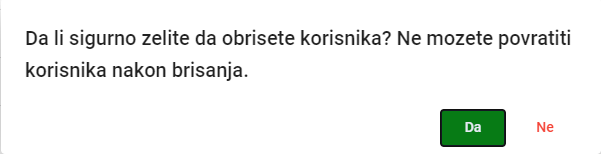 Da li sigurno zelite da obrisete korisnika? Ne mozete povratiti
korisnika nakon brisanja.
Da Ne